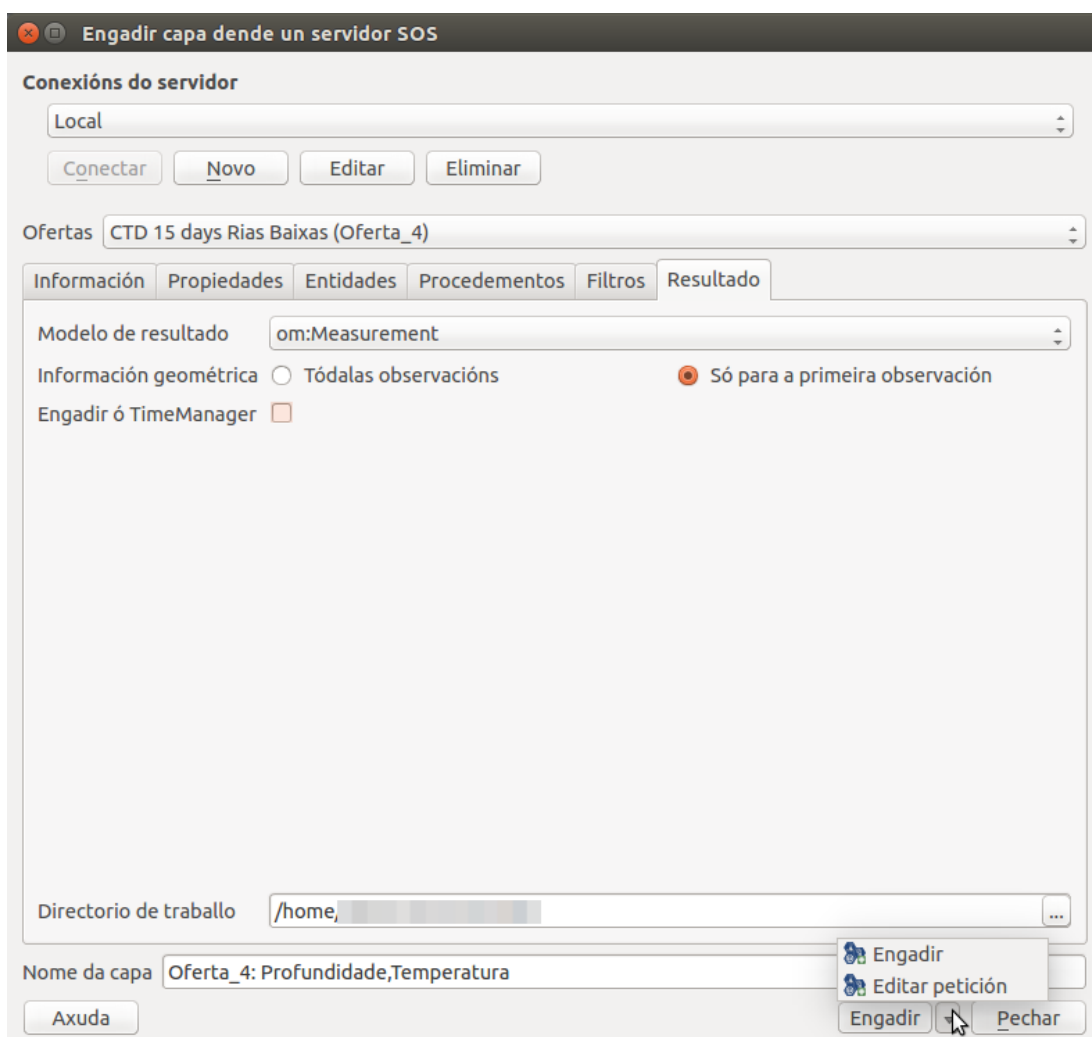 Engadir capa dende un servidor SOS
Conexións do servidor
Local
Conectar Novo Editar Eliminar
Ofertas CTD 15 days Rias Baixas (Oferta_4)
Información Propiedades Entidades Procedementos Filtros Resultado
Modelo de resultado om:Measurement
Información geométrica Tódalas observacións Só para a primeira observación
Engadir ó TimeManager
Directorio de traballo /home/ ...
Engadir
Nome da capa Oferta_4: Profundidade,Temperatura
Editar petición
Axuda Engadir Pechar